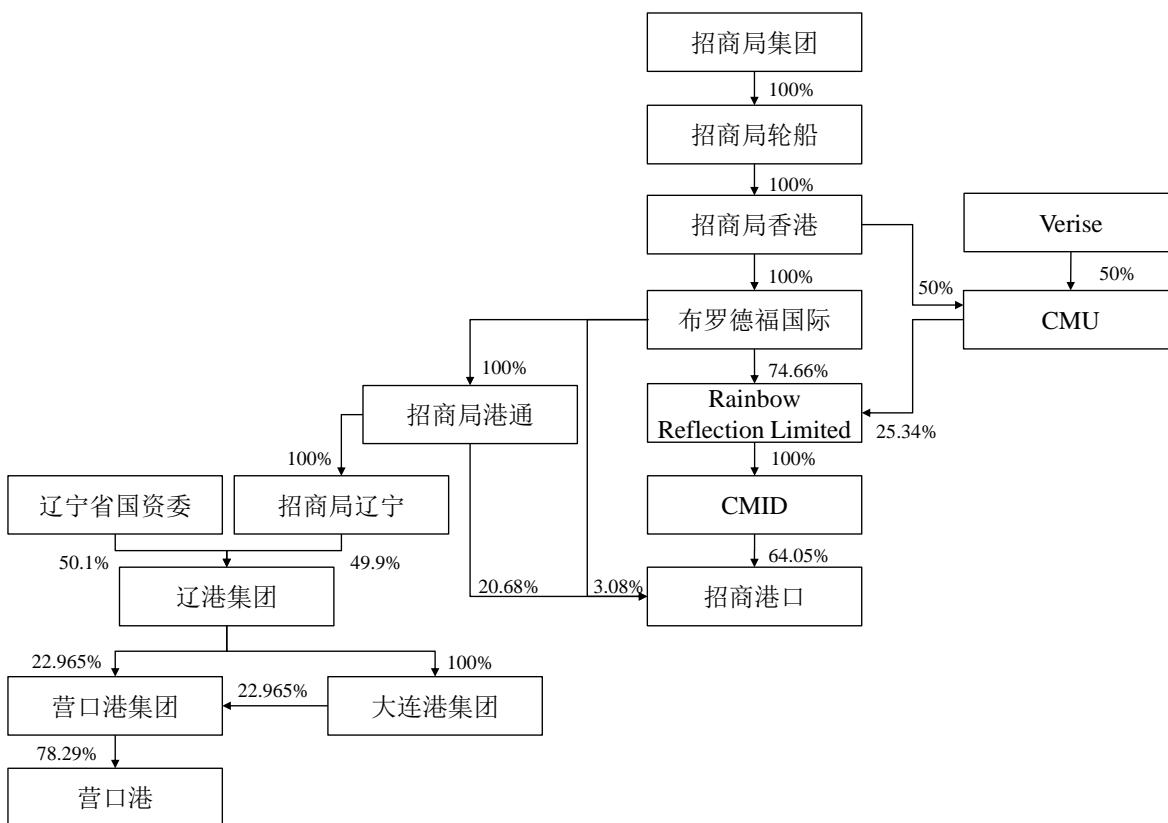 招商局集团
100%
招商局轮船
100%
招商局香港
Verise
100%
50%
50%
布罗德福国际
CMU
100%
74.66%
招商局港通
Rainbow
Reflection Limited
25.34%
100%
100%
辽宁省国资委
招商局辽宁
CMID
50.1%
49.9%
64.05%
辽港集团
20.68%
3.08%
招商港口
22.965%
100%
营口港集团
22.965%
大连港集团
78.29%
营口港